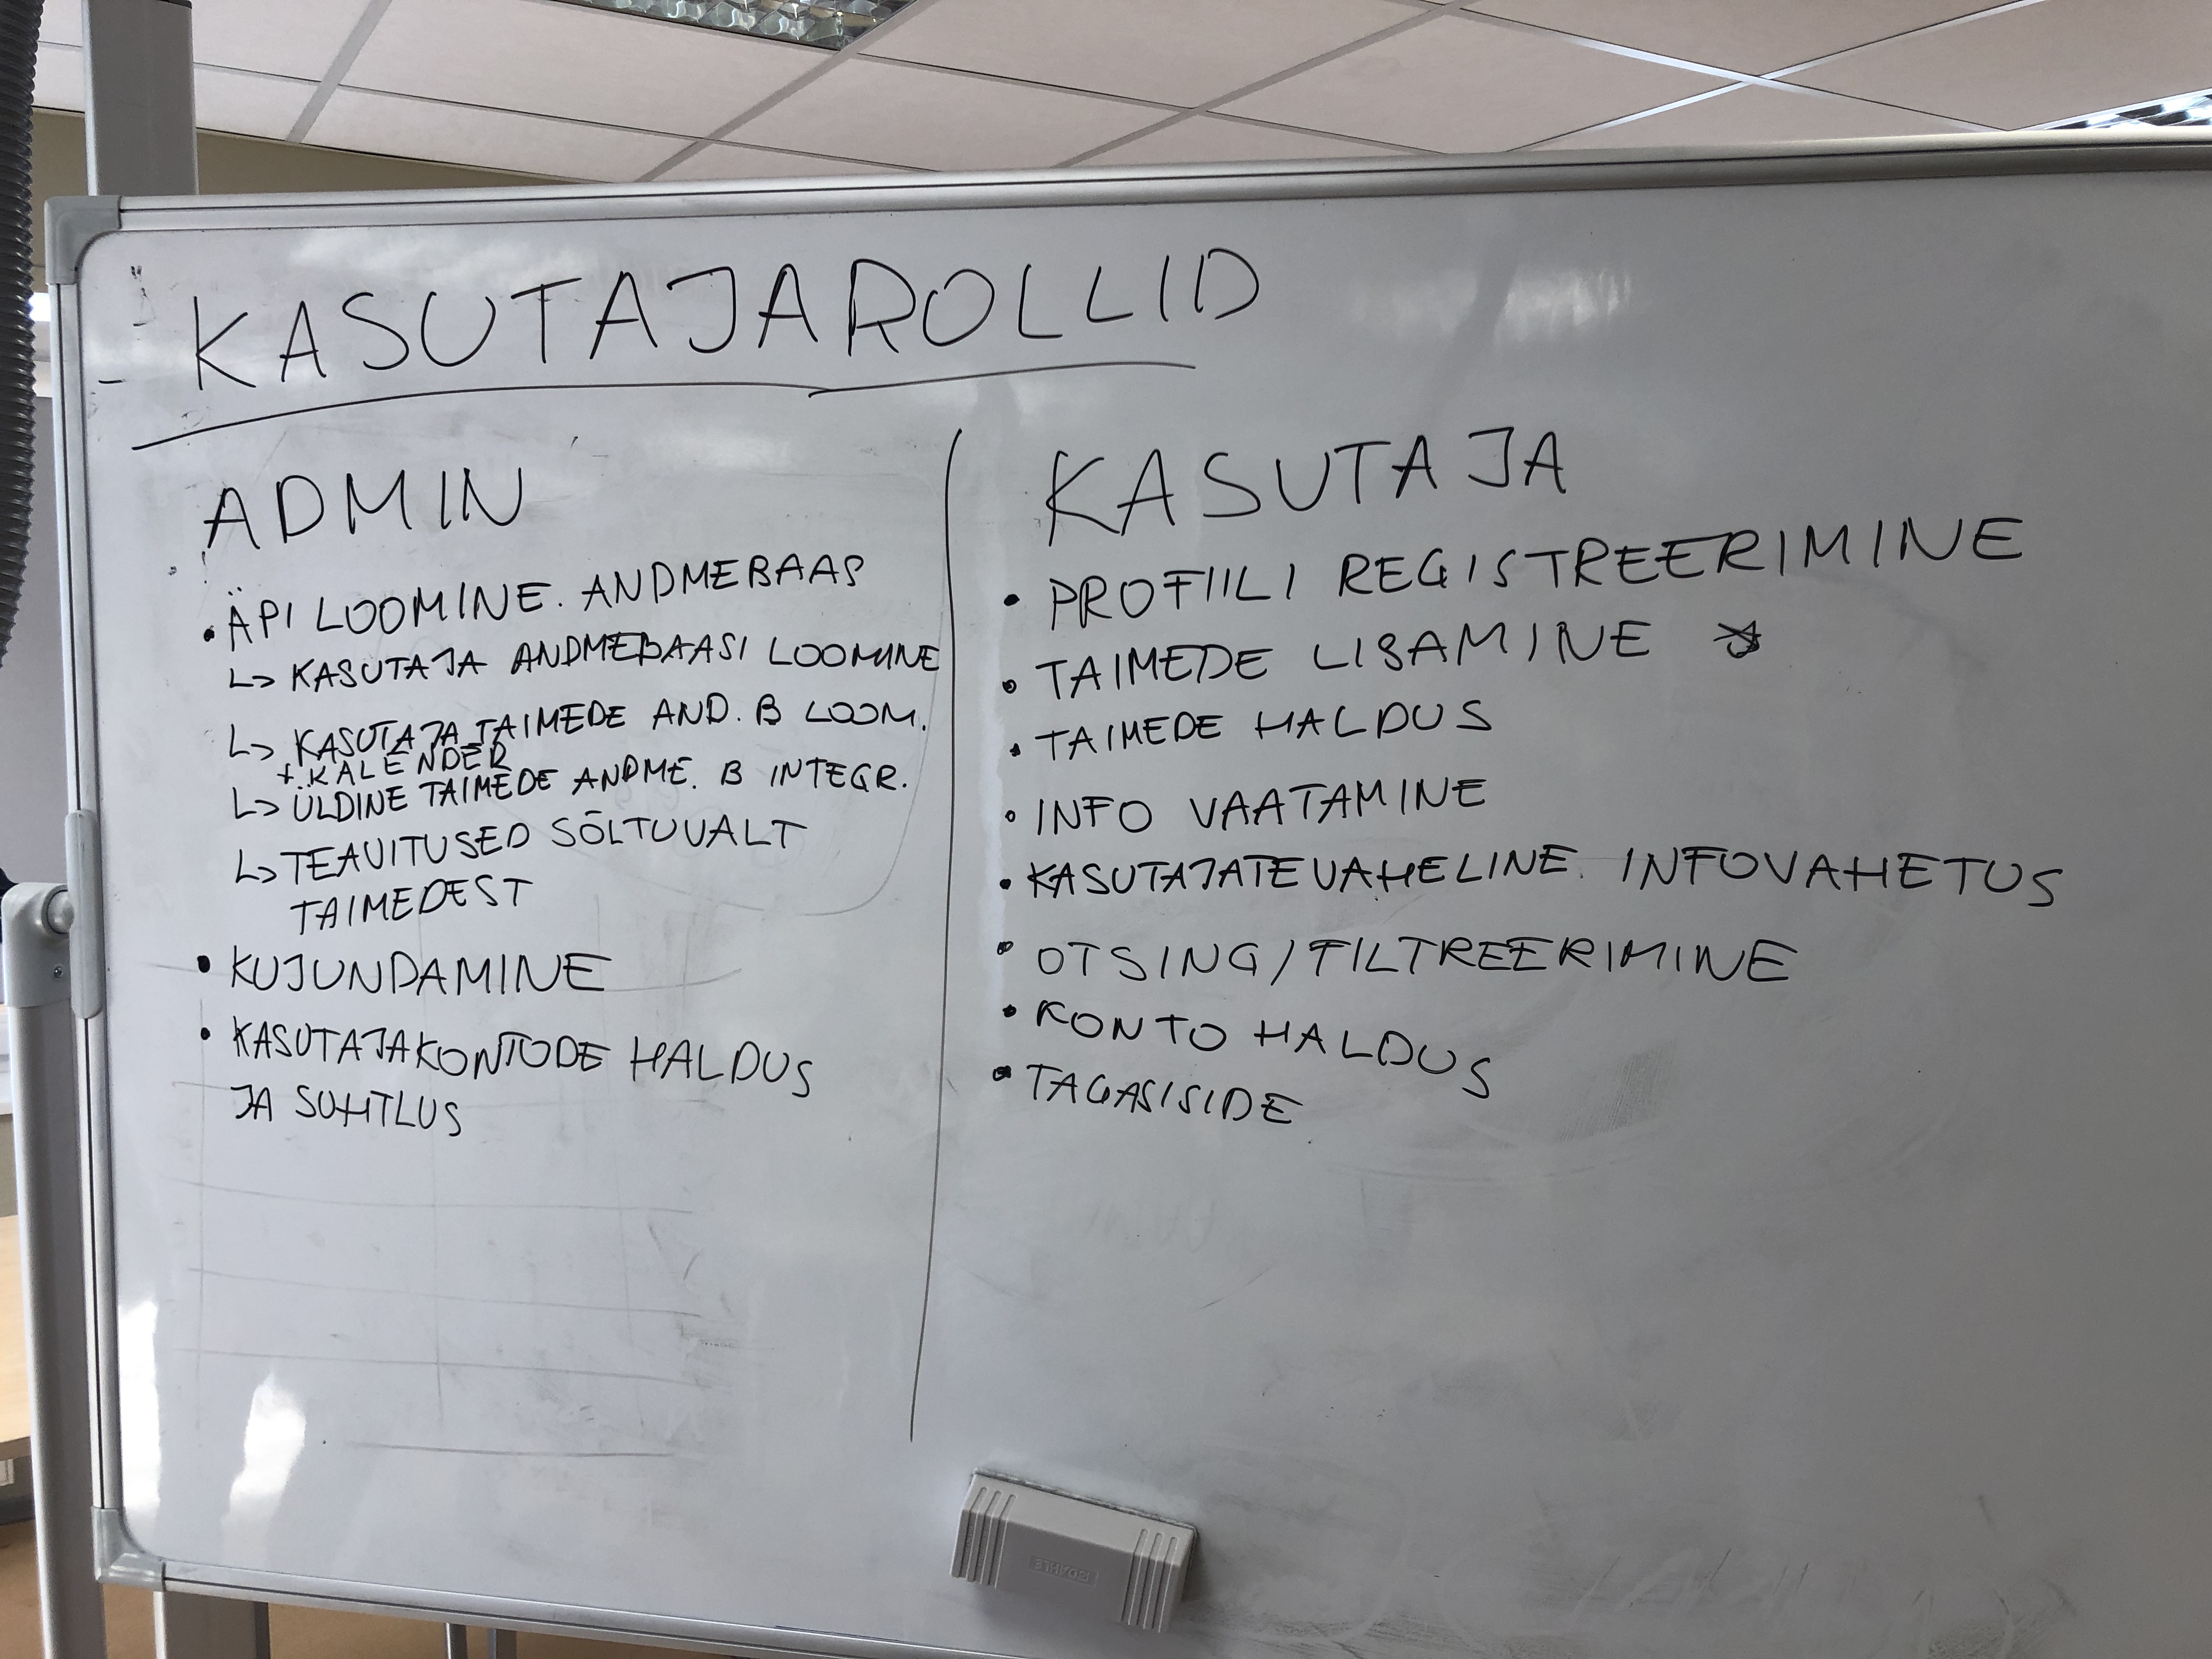 KASUTAJAROLLID
ADMIN
• ÄPI LOOMINE. ANDMEBAAS
↳ KASUTAJA ANDMEBAASI LOOMINE
↳ KASUTAJA TAIMEDE AND. B LOOM.
+ KALENDER
↳ ÜLDINE TAIMEDE ANDME. B INTEGR.
↳ TEAVITUSED SÕLTUVALT
TAIMEDEST
• KUJUNDAMINE
• KASUTAJAKONTODE HALDUS
JA SUHTLUS
KASUTAJA
• PROFIILI REGISTREERIMINE
• TAIMEDE LISAMINE ☆
• TAIMEDE HALDUS
• INFO VAATAMINE
• KASUTAJATEVAHELINE INFOVAHETUS
• OTSING/FILTREERIMINE
• KONTO HALDUS
• TAGASISIDE
DAHLE